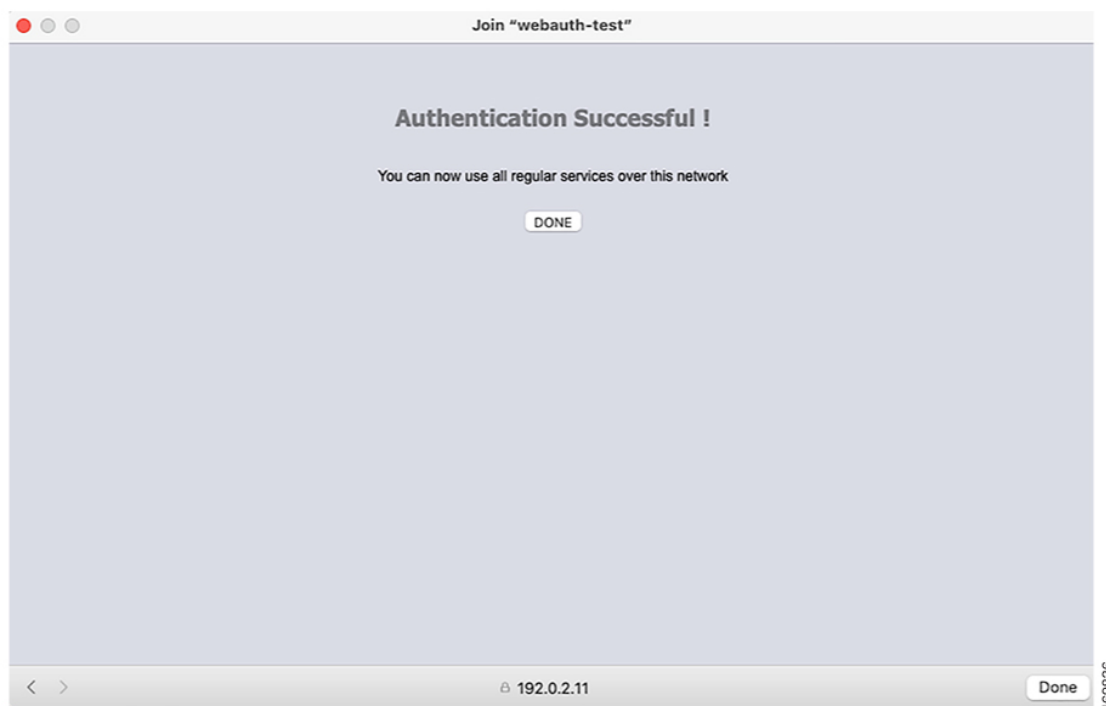 Join “webauth-test”
Authentication Successful !
You can now use all regular services over this network
DONE
192.0.2.11
Done